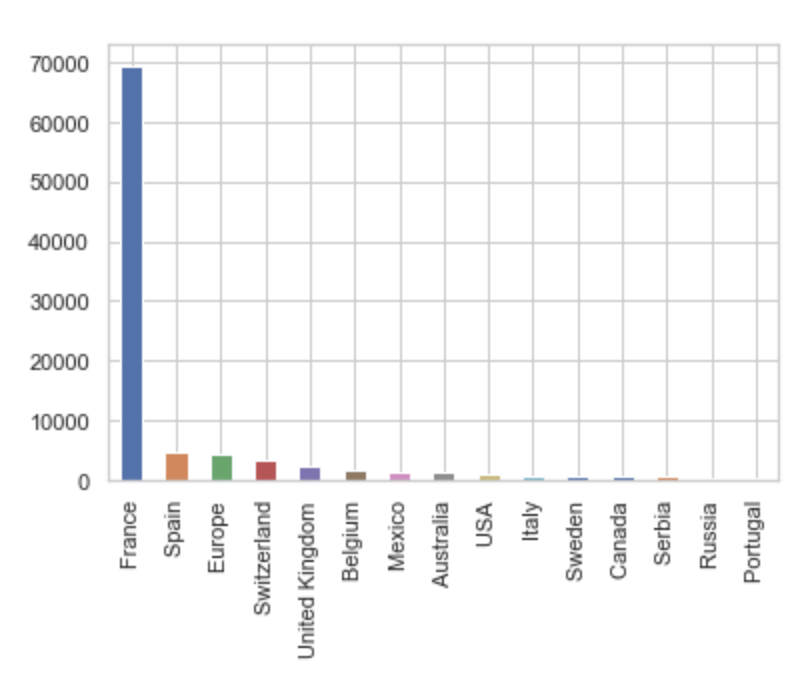 70000
60000
50000
40000
30000
20000
10000
0
France
Spain
Europe
Switzerland
United Kingdom
Belgium
Mexico
Australia
USA
Italy
Sweden
Canada
Serbia
Russia
Portugal